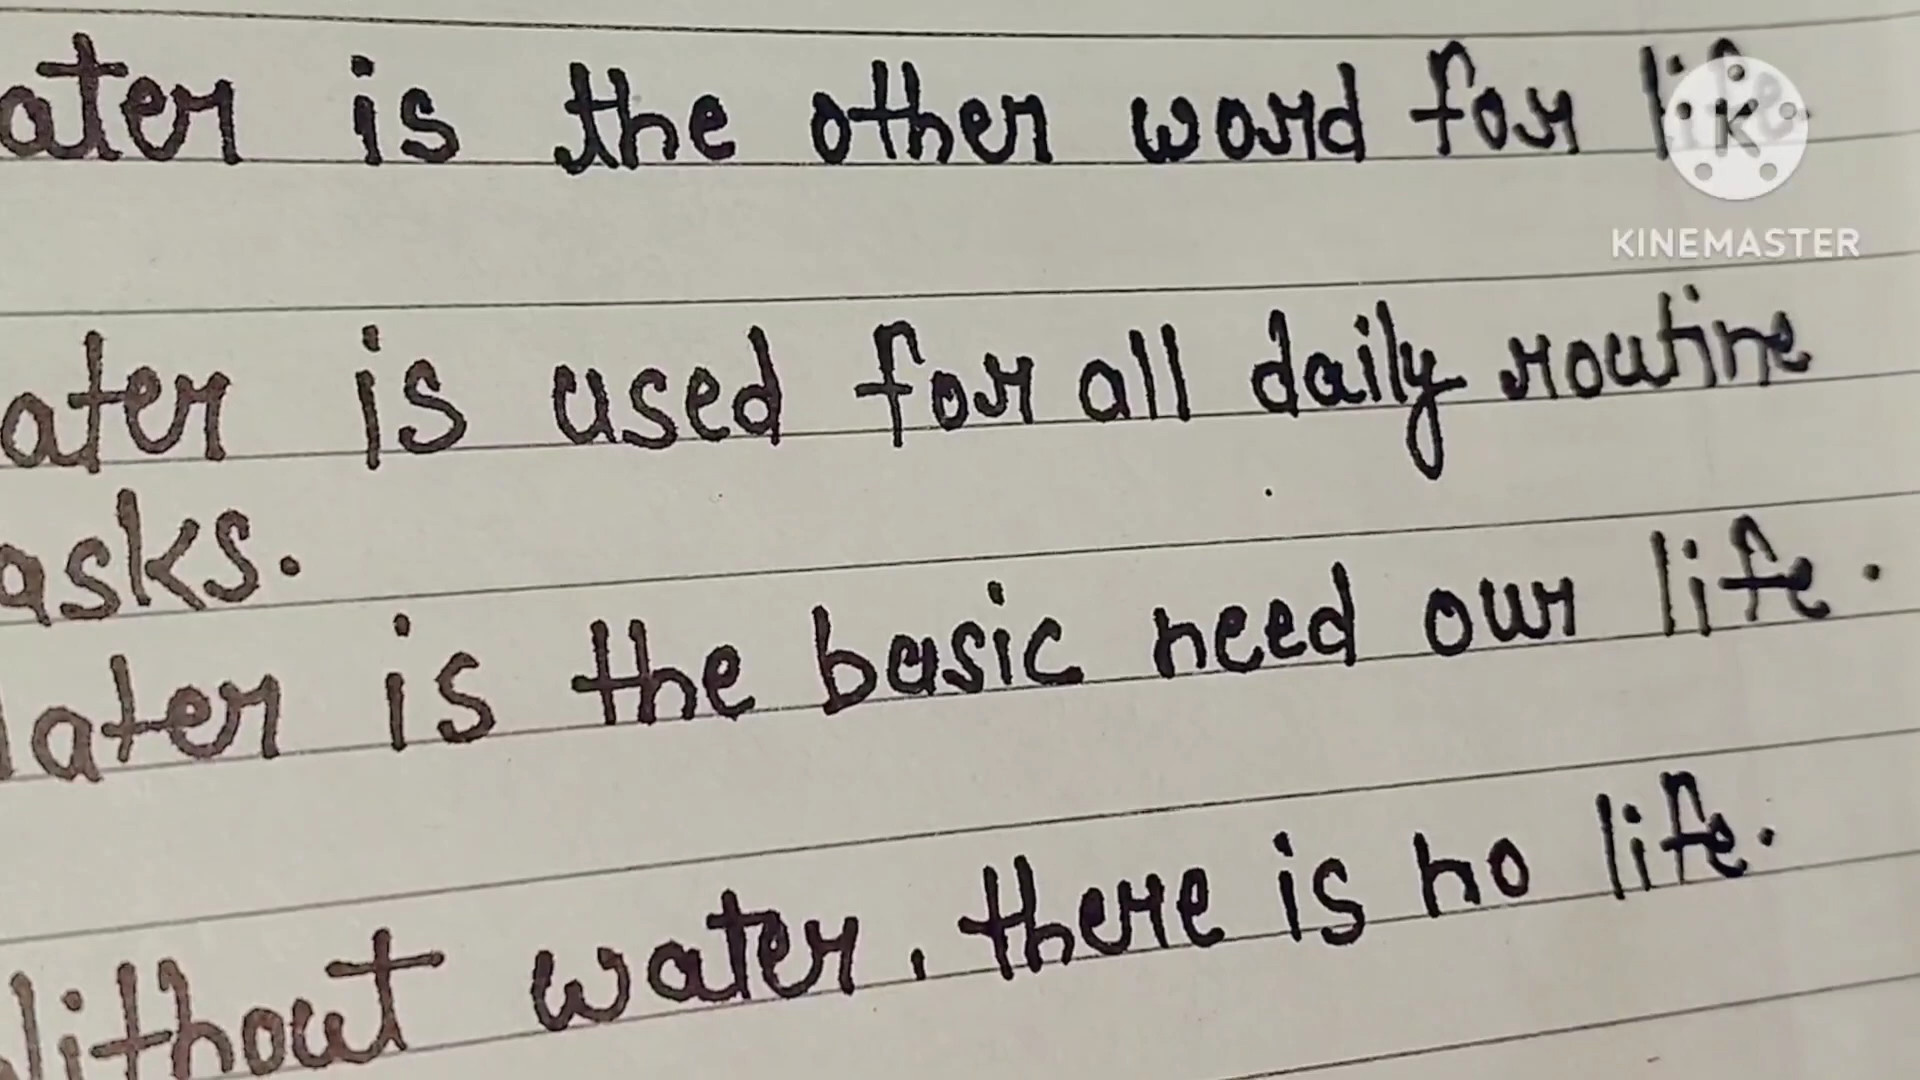 ater is the other word for life
KINEMASTER
ater is used for all daily routine
asks.
ater is the basic need our life.
ithout water, there is no life.